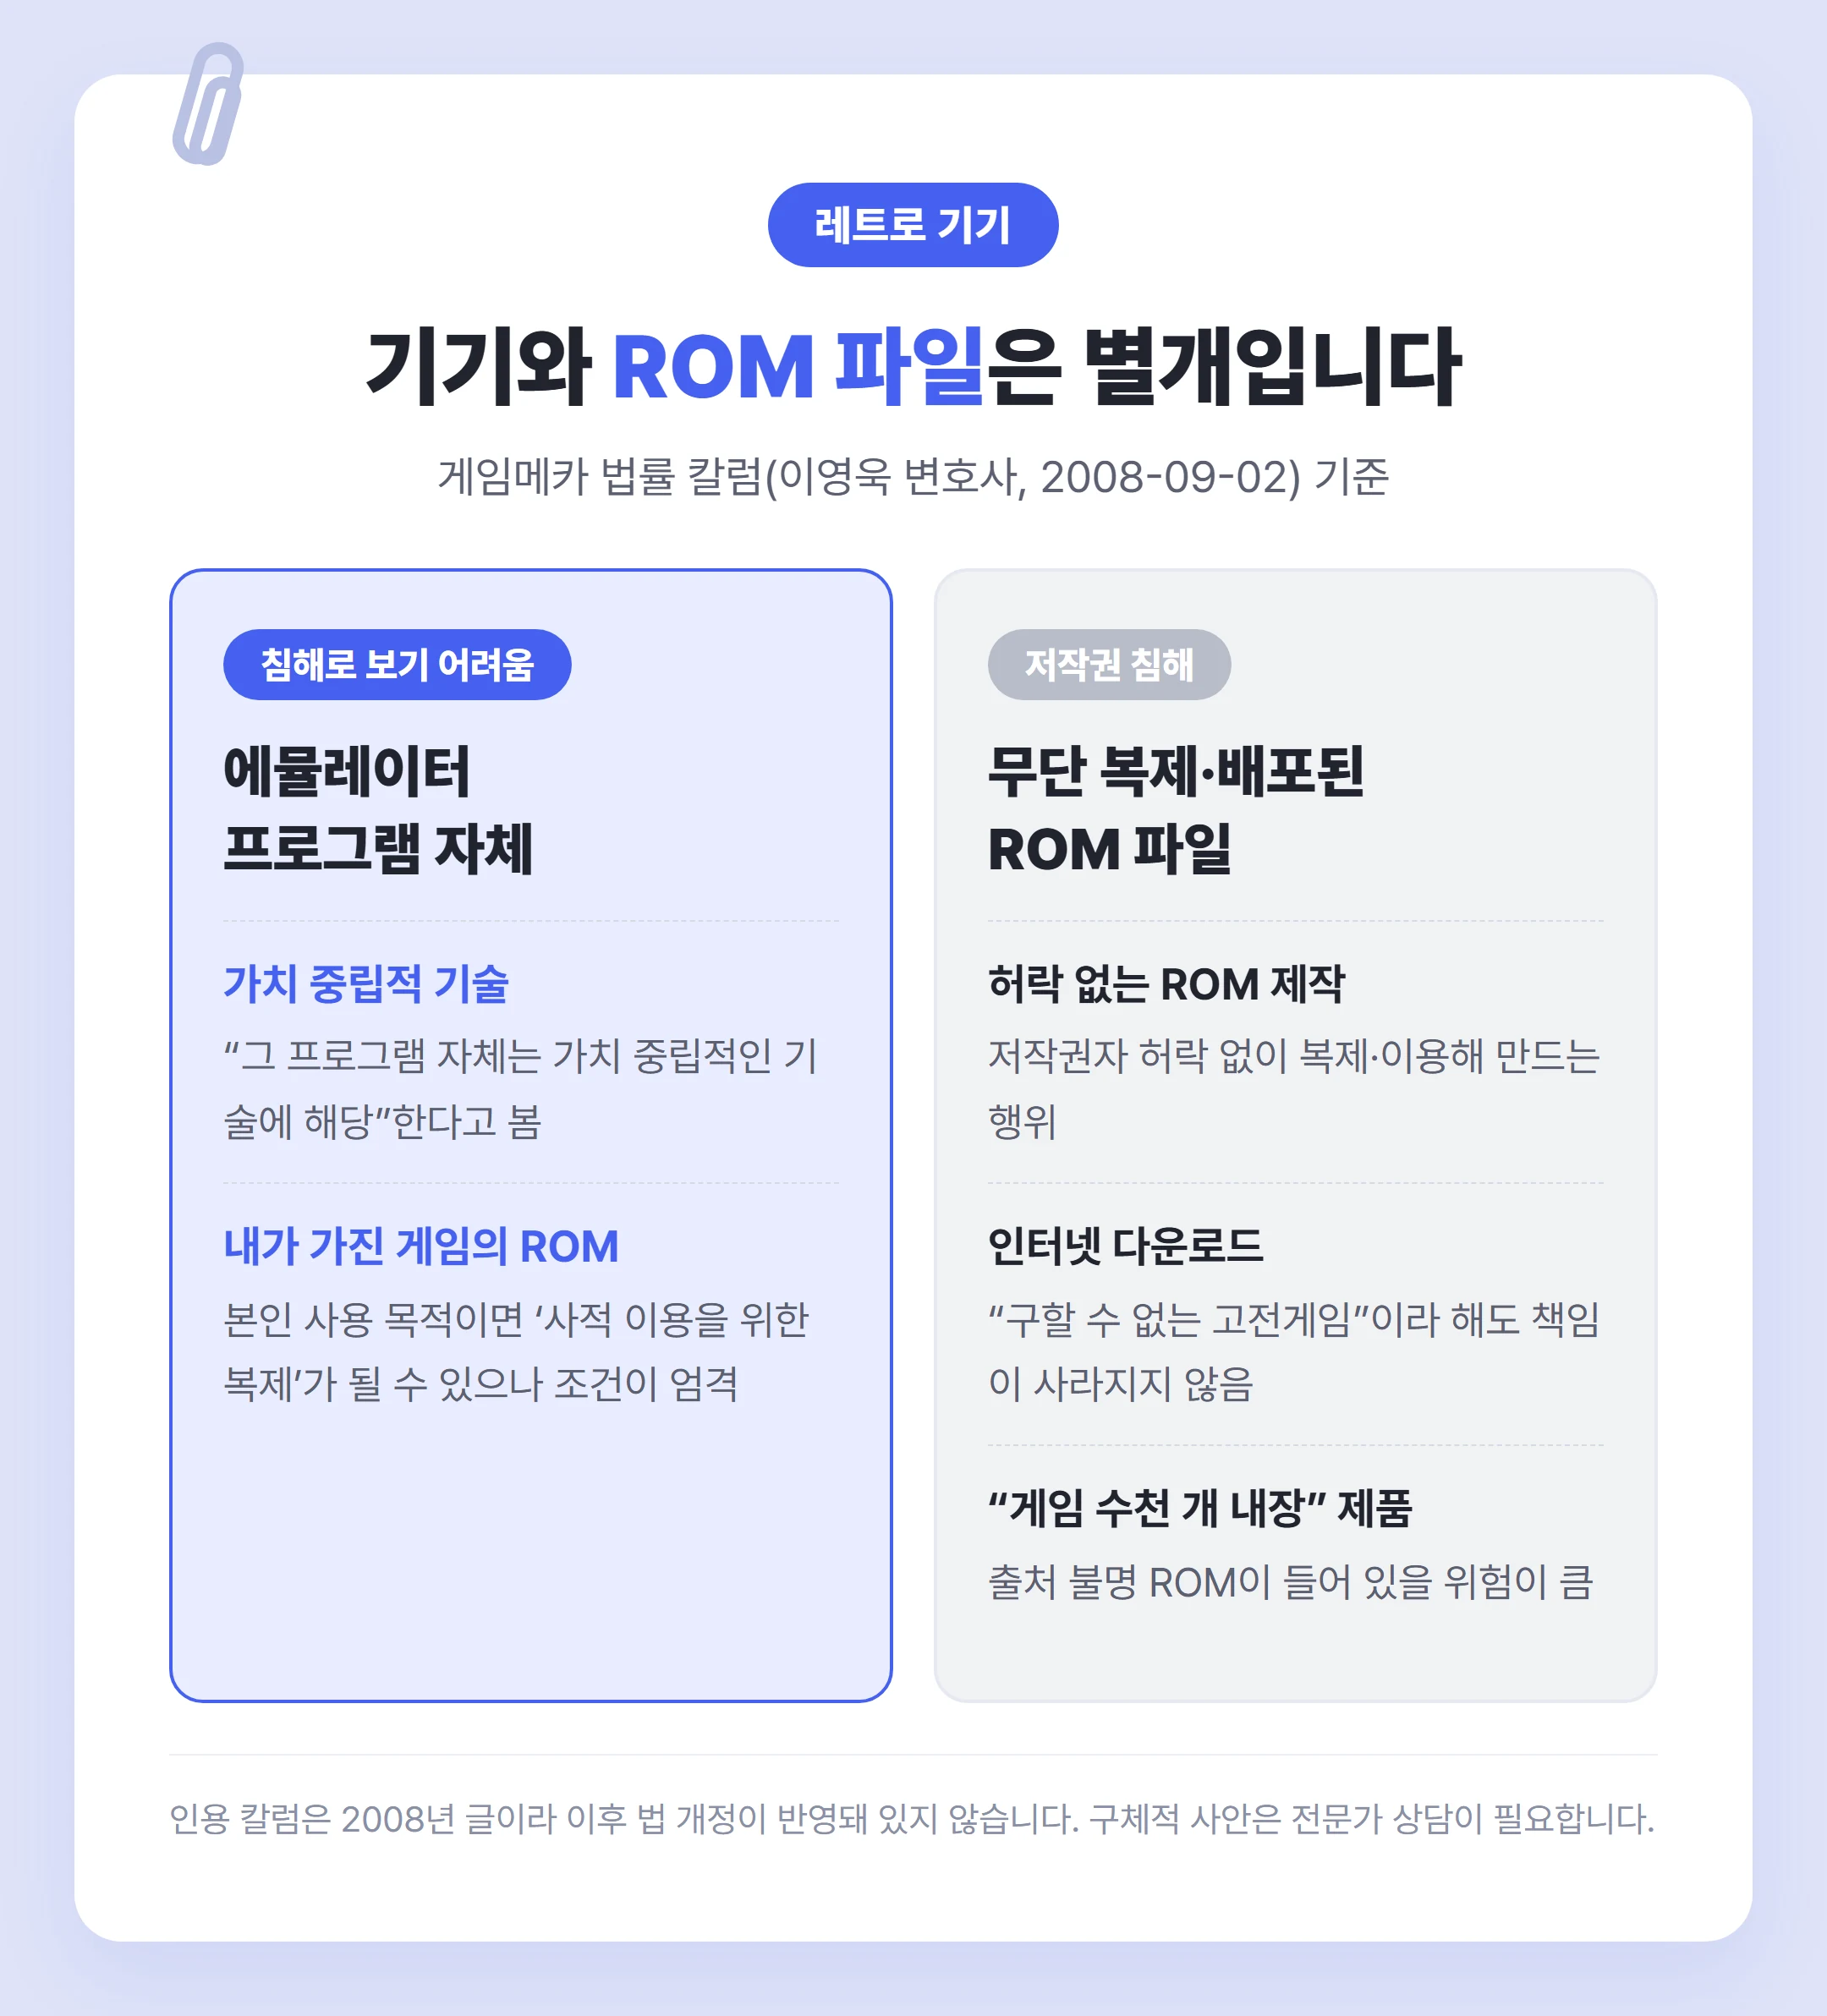 레트로 기기
기기와 ROM 파일은 별개입니다
게임메카 법률 칼럼(이영욱 변호사, 2008-09-02) 기준
침해로 보기 어려움
에뮬레이터
프로그램 자체
가치 중립적 기술
“그 프로그램 자체는 가치 중립적인 기
술에 해당”한다고 봄
내가 가진 게임의 ROM
본인 사용 목적이면 ‘사적 이용을 위한
복제’가 될 수 있으나 조건이 엄격
저작권 침해
무단 복제·배포된
ROM 파일
허락 없는 ROM 제작
저작권자 허락 없이 복제·이용해 만드는
행위
인터넷 다운로드
“구할 수 없는 고전게임”이라 해도 책임
이 사라지지 않음
“게임 수천 개 내장” 제품
출처 불명 ROM이 들어 있을 위험이 큼
인용 칼럼은 2008년 글이라 이후 법 개정이 반영돼 있지 않습니다. 구체적 사안은 전문가 상담이 필요합니다.